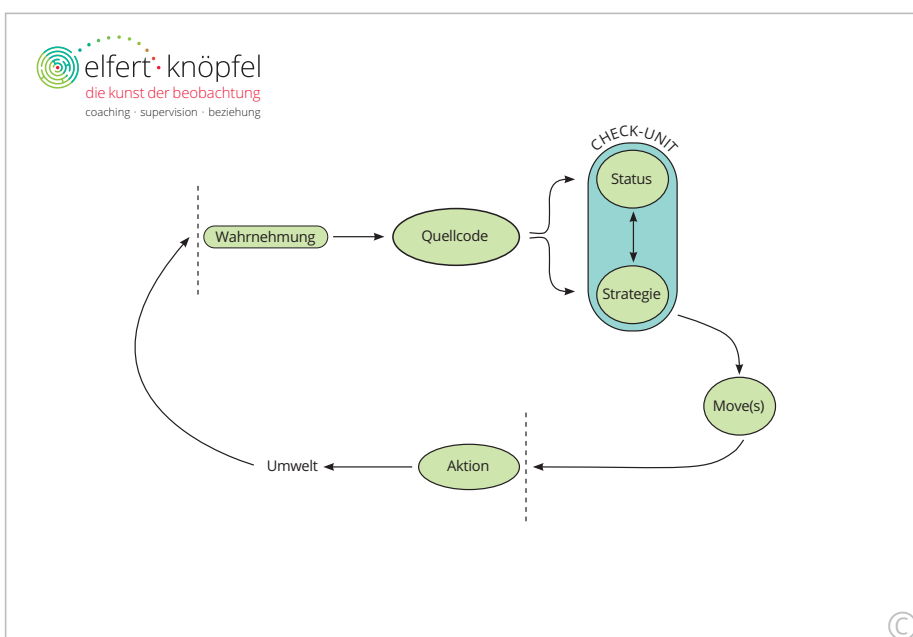 elfert·knöpfel
die kunst der beobachtung
coaching · supervision · beziehung
CHECK-UNIT
Status
Wahrnehmung
Quellcode
Strategie
Move(s)
Umwelt
Aktion
©